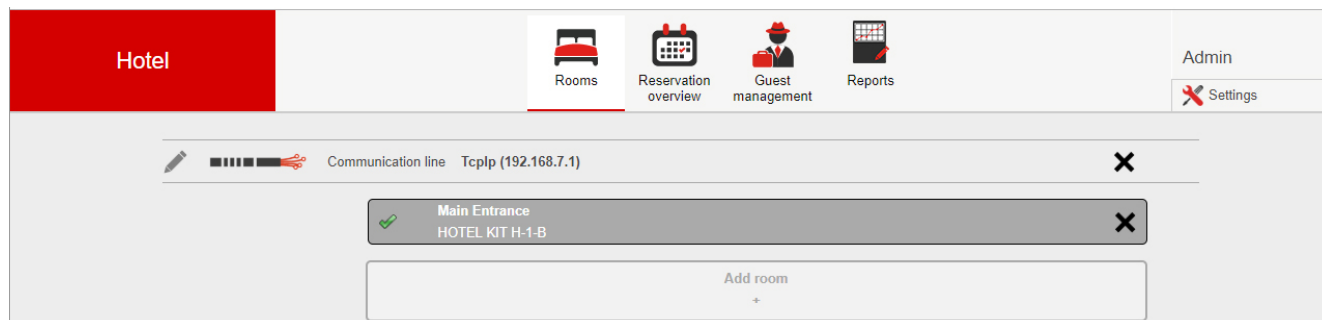 Hotel
Rooms
Reservation
overview
Guest
management
Reports
Admin
Settings
Communication line TcpIp (192.168.7.1)
Main Entrance
HOTEL KIT H-1-B
Add room
+